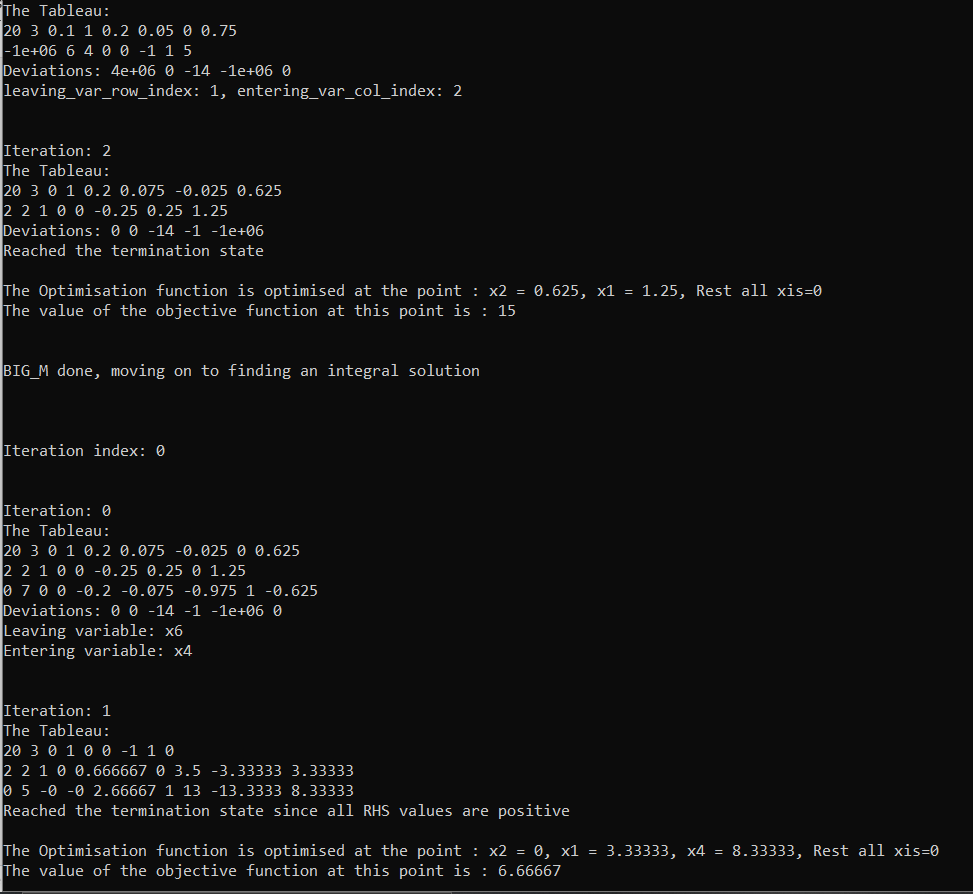 The Tableau:
20 3 0.1 1 0.2 0.05 0 0.75
-1e+06 6 4 0 0 -1 1 5
Deviations: 4e+06 0 -14 -1e+06 0
leaving_var_row_index: 1, entering_var_col_index: 2
Iteration: 2
The Tableau:
20 3 0 1 0.2 0.075 -0.025 0.625
2 2 1 0 0 -0.25 0.25 1.25
Deviations: 0 0 -14 -1 -1e+06
Reached the termination state
The Optimisation function is optimised at the point : x2 = 0.625, x1 = 1.25, Rest all xis=0
The value of the objective function at this point is : 15
BIG_M done, moving on to finding an integral solution
Iteration index: 0
Iteration: 0
The Tableau:
20 3 0 1 0.2 0.075 -0.025 0 0.625
2 2 1 0 0 -0.25 0.25 0 1.25
0 7 0 0 -0.2 -0.075 -0.975 1 -0.625
Deviations: 0 0 -14 -1 -1e+06 0
Leaving variable: x6
Entering variable: x4
Iteration: 1
The Tableau:
20 3 0 1 0 0 -1 1 0
2 2 1 0 0.666667 0 3.5 -3.33333 3.33333
0 5 -0 -0 2.66667 1 13 -13.3333 8.33333
Reached the termination state since all RHS values are positive
The Optimisation function is optimised at the point : x2 = 0, x1 = 3.33333, x4 = 8.33333, Rest all xis=0
The value of the objective function at this point is : 6.66667